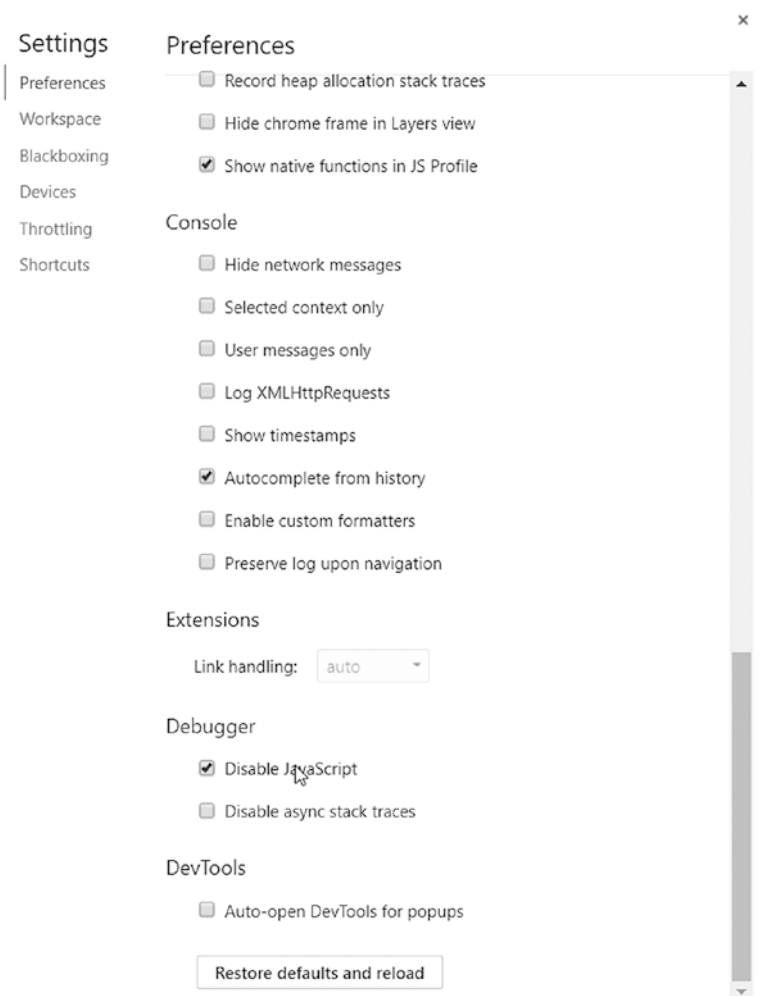 Settings
Preferences
Workspace
Blackboxing
Devices
Throttling
Shortcuts
Preferences
Record heap allocation stack traces
Hide chrome frame in Layers view
Show native functions in JS Profile
Console
Hide network messages
Selected context only
User messages only
Log XMLHttpRequests
Show timestamps
Autocomplete from history
Enable custom formatters
Preserve log upon navigation
Extensions
Link handling: auto
Debugger
Disable JavaScript
Disable async stack traces
DevTools
Auto-open DevTools for popups
Restore defaults and reload